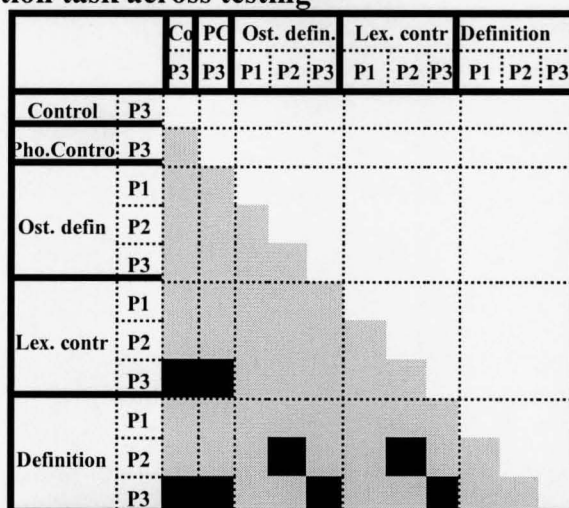 tion task across testing
Co PC Ost. defin. Lex. contr Definition
P3 P3 P1 P2 P3 P1 P2 P3 P1 P2 P3
Control P3
Pho.Contro P3
P1
Ost. defin P2
P3
P1
Lex. contr P2
P3
P1
Definition P2
P3